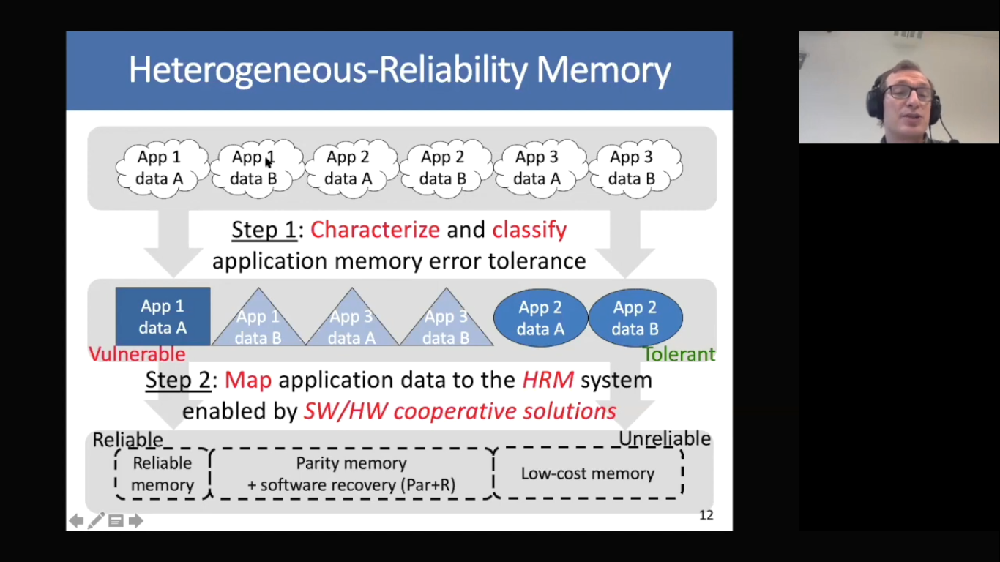 Heterogeneous-Reliability Memory
App 1
data A
App 1
data B
App 2
data A
App 2
data B
App 3
data A
App 3
data B
Step 1: Characterize and classify
application memory error tolerance
App 1
data A
App 1
data B
App 3
data A
App 3
data B
App 2
data A
App 2
data B
Vulnerable
Tolerant
Step 2: Map application data to the HRM system
enabled by SW/HW cooperative solutions
Reliable
Unreliable
Reliable
memory
Parity memory
+ software recovery (Par+R)
Low-cost memory
12